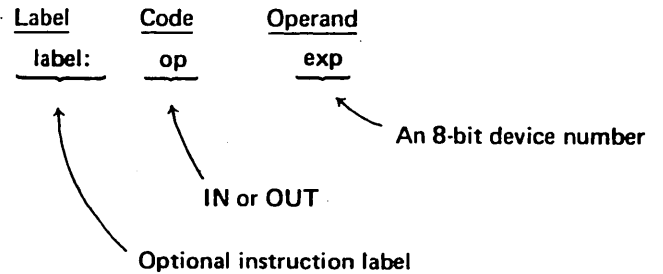 Label Code Operand
label: op exp
An 8-bit device number
IN or OUT
Optional instruction label